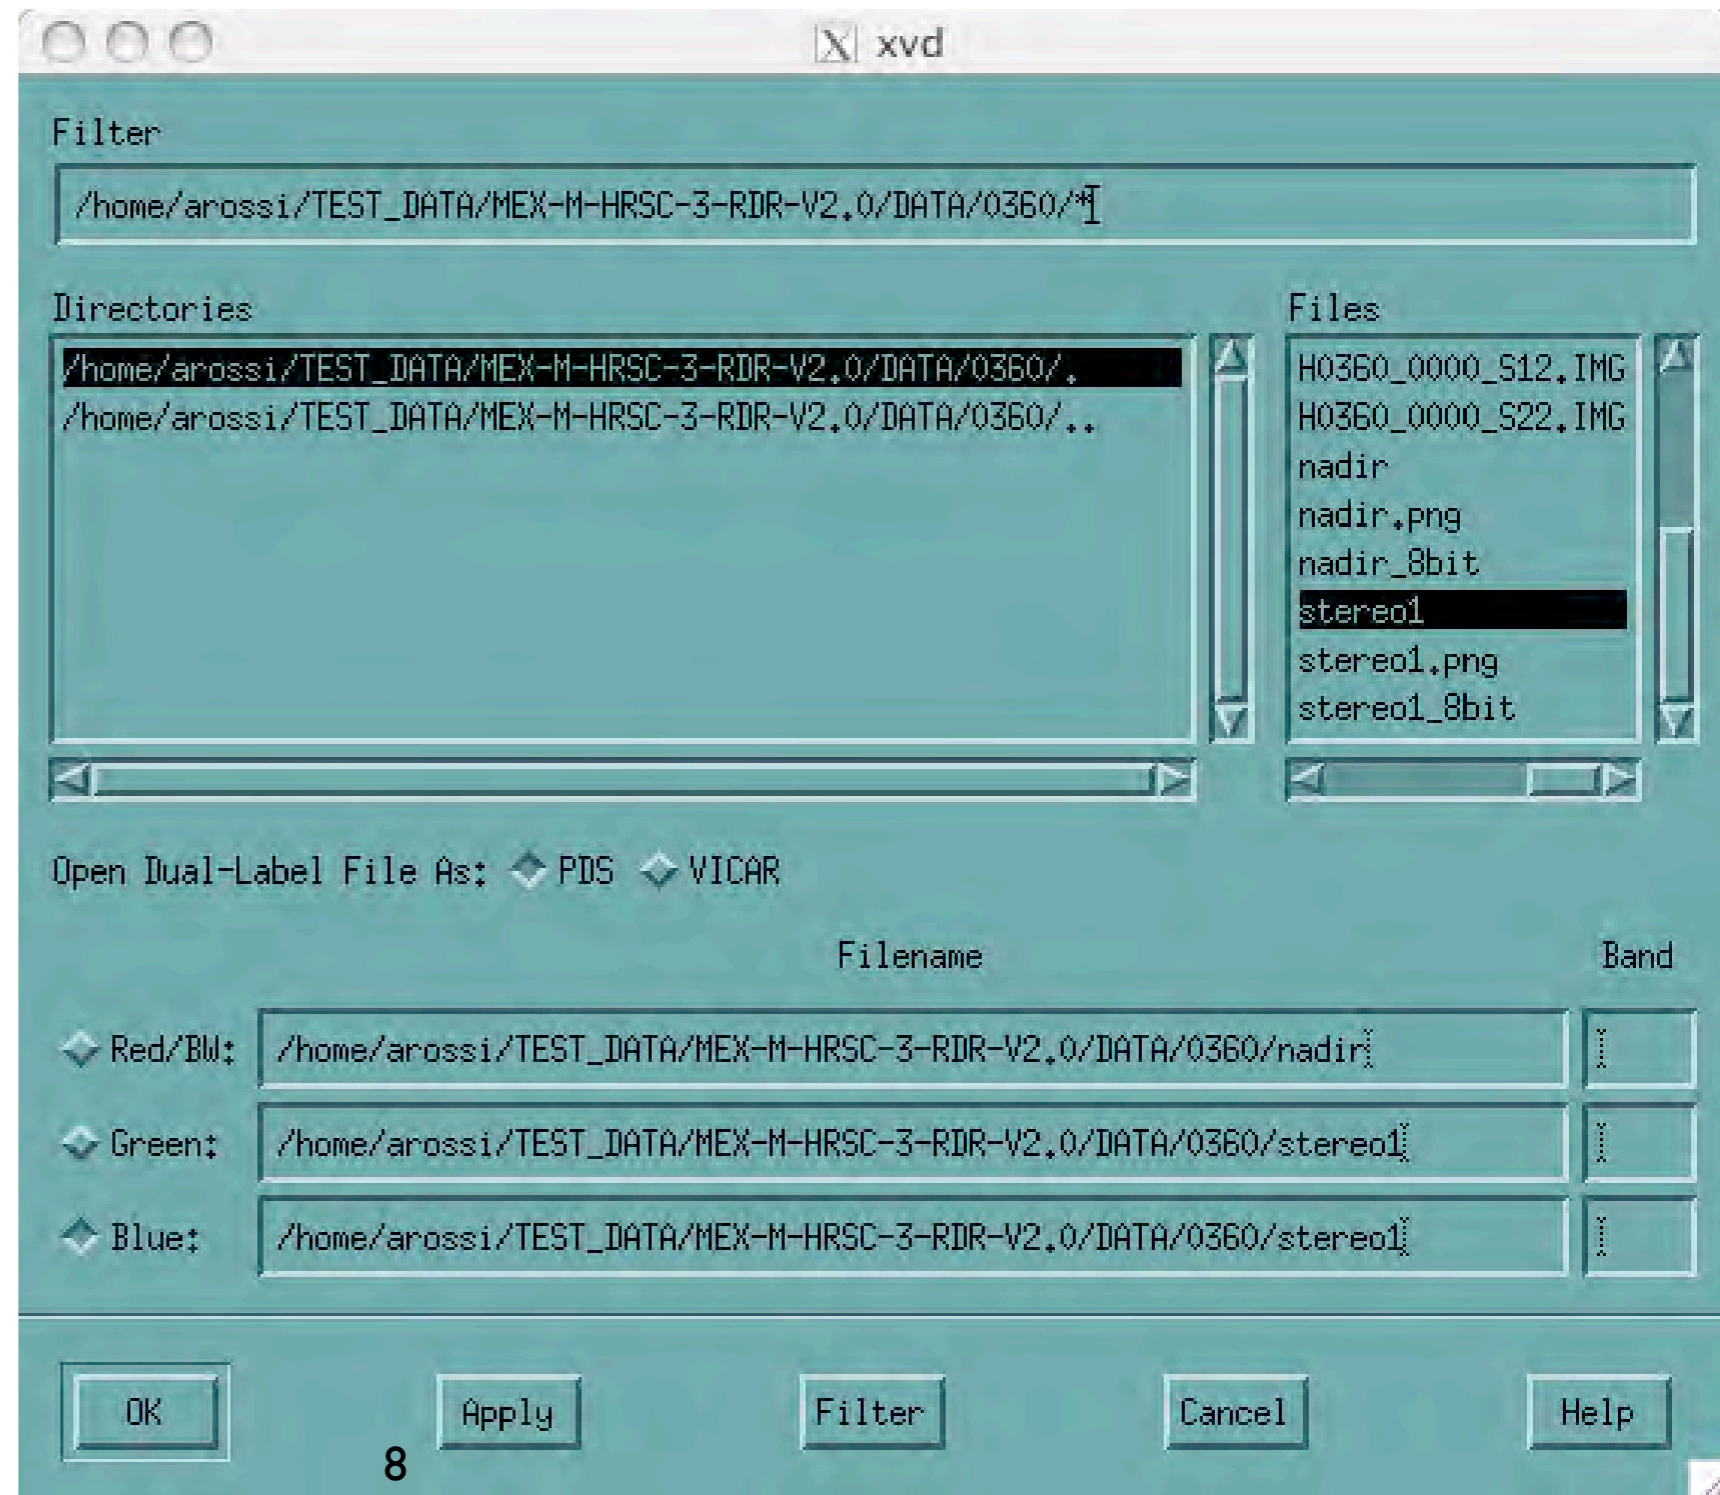 X xvd
Filter
/home/arossi/TEST_DATA/MEX-M-HRSC-3-RDR-V2.0/DATA/0360/*
Directories
/home/arossi/TEST_DATA/MEX-M-HRSC-3-RDR-V2.0/DATA/0360/.
/home/arossi/TEST_DATA/MEX-M-HRSC-3-RDR-V2.0/DATA/0360/..
Files
H0360_0000_S12.IMG
H0360_0000_S22.IMG
nadir
nadir.png
nadir_8bit
stereo1
stereo1.png
stereo1_8bit
Open Dual-Label File As: PDS VICAR
Filename Band
Red/BW: /home/arossi/TEST_DATA/MEX-M-HRSC-3-RDR-V2.0/DATA/0360/nadir
Green: /home/arossi/TEST_DATA/MEX-M-HRSC-3-RDR-V2.0/DATA/0360/stereo1
Blue: /home/arossi/TEST_DATA/MEX-M-HRSC-3-RDR-V2.0/DATA/0360/stereo1
OK Apply Filter Cancel Help
8